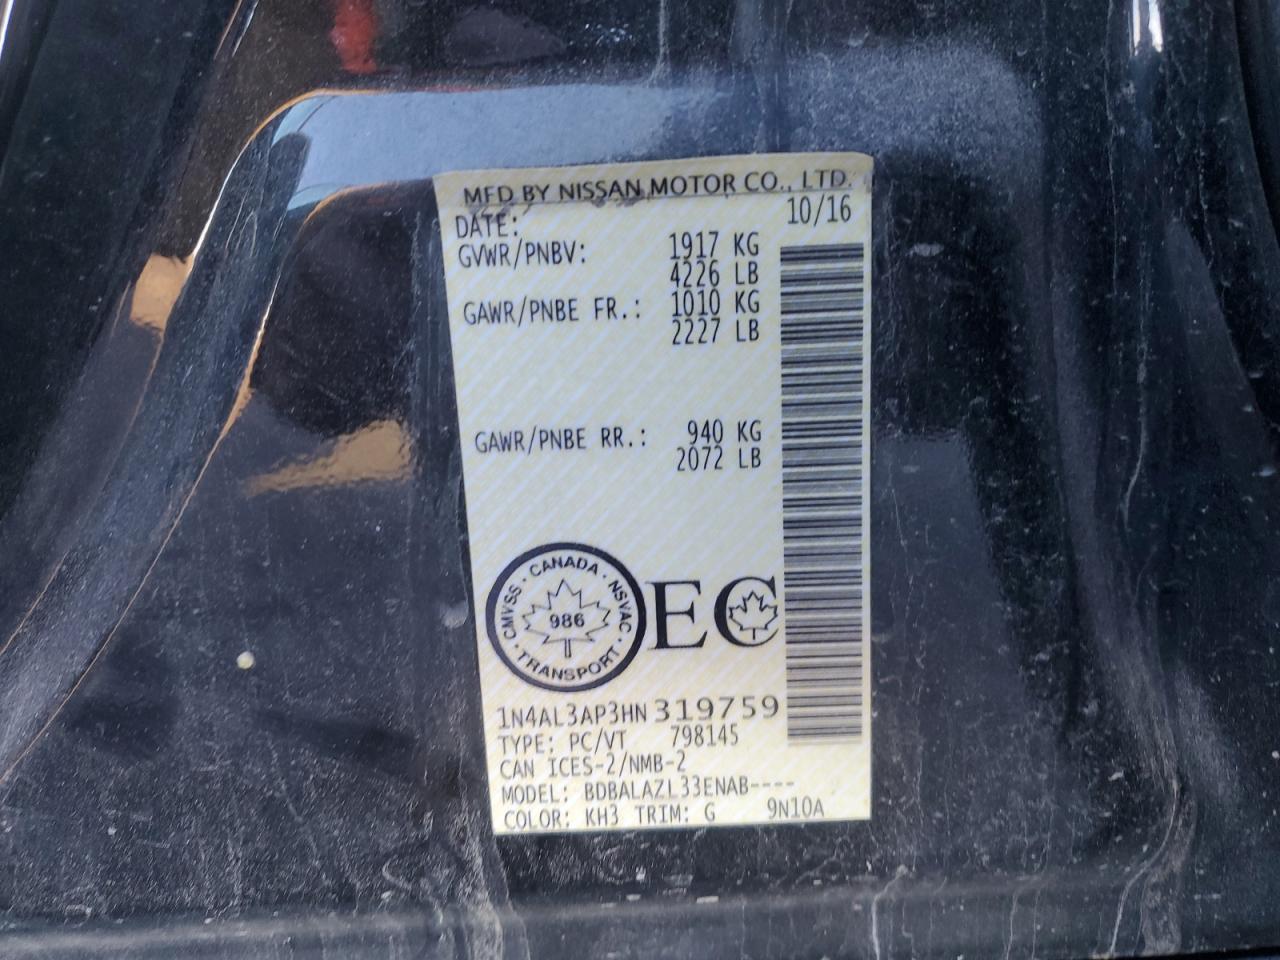 MFD BY NISSAN MOTOR CO., LTD.
DATE: 10/16
GVWR/PNBV: 1917 KG
4226 LB
GAWR/PNBE FR.: 1010 KG
2227 LB
GAWR/PNBE RR.: 940 KG
2072 LB
CANADA · NSVAC · TRANSPORT · CMVSS ·
986
EC
1N4AL3AP3HN319759
TYPE: PC/VT 798145
CAN ICES-2/NMB-2
MODEL: BDBALAZL33ENAB----
COLOR: KH3 TRIM: G 9N10A